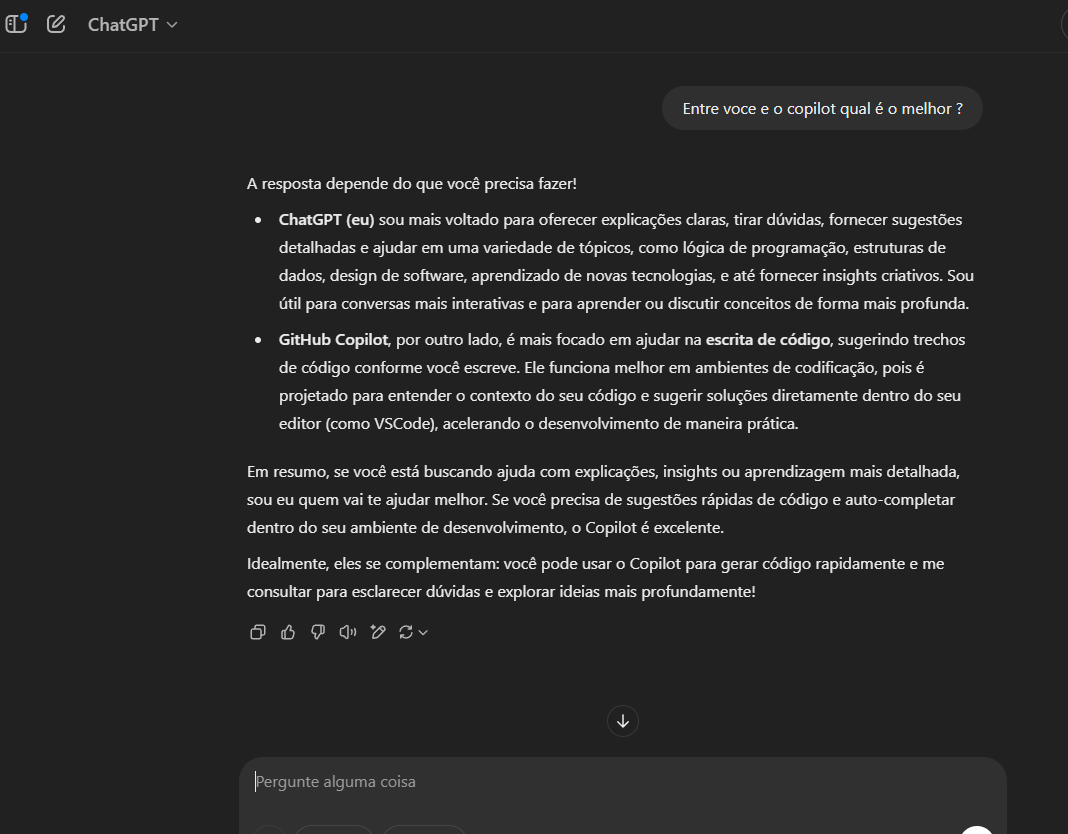 ChatGPT
Entre voce e o copilot qual é o melhor ?
A resposta depende do que você precisa fazer!
• ChatGPT (eu) sou mais voltado para oferecer explicações claras, tirar dúvidas, fornecer sugestões
detalhadas e ajudar em uma variedade de tópicos, como lógica de programação, estruturas de
dados, design de software, aprendizado de novas tecnologias, e até fornecer insights criativos. Sou
útil para conversas mais interativas e para aprender ou discutir conceitos de forma mais profunda.
• GitHub Copilot, por outro lado, é mais focado em ajudar na escrita de código, sugerindo trechos
de código conforme você escreve. Ele funciona melhor em ambientes de codificação, pois é
projetado para entender o contexto do seu código e sugerir soluções diretamente dentro do seu
editor (como VSCode), acelerando o desenvolvimento de maneira prática.
Em resumo, se você está buscando ajuda com explicações, insights ou aprendizagem mais detalhada,
sou eu quem vai te ajudar melhor. Se você precisa de sugestões rápidas de código e auto-completar
dentro do seu ambiente de desenvolvimento, o Copilot é excelente.
Idealmente, eles se complementam: você pode usar o Copilot para gerar código rapidamente e me
consultar para esclarecer dúvidas e explorar ideias mais profundamente!
Pergunte alguma coisa